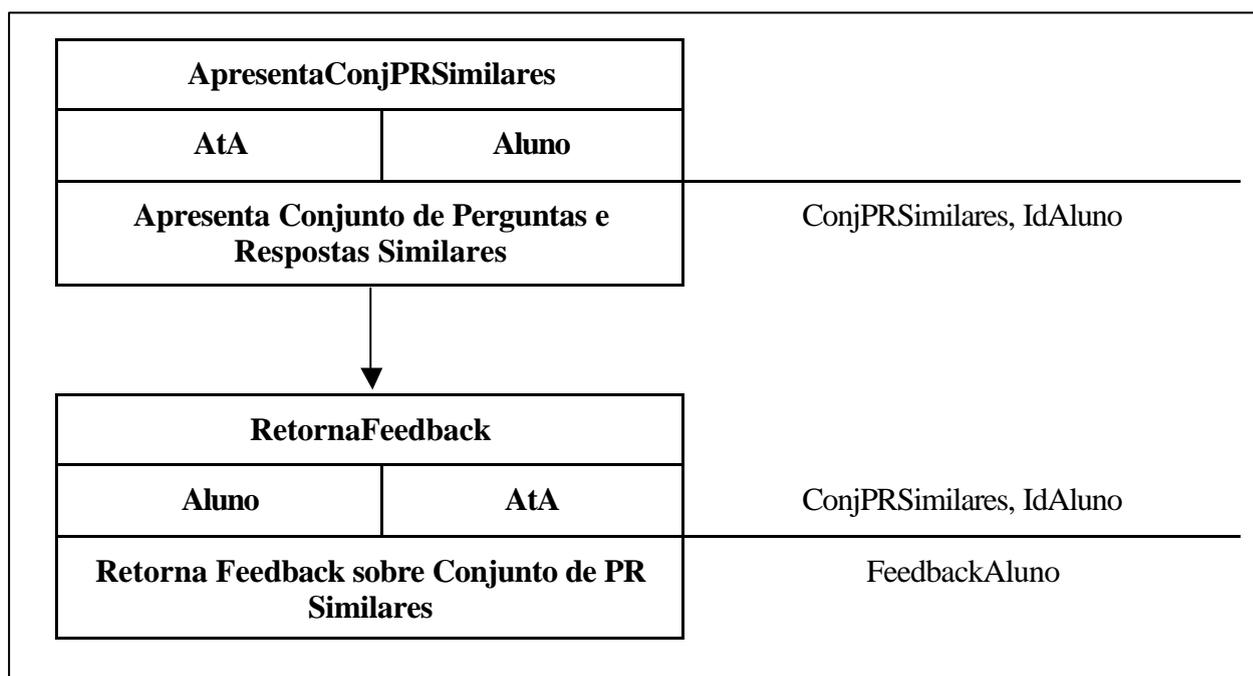 ApresentaConjPRSimilares
AtA
Aluno
Apresenta Conjunto de Perguntas e
Respostas Similares
ConjPRSimilares, IdAluno
RetornaFeedback
Aluno
AtA
ConjPRSimilares, IdAluno
Retorna Feedback sobre Conjunto de PR
Similares
FeedbackAluno